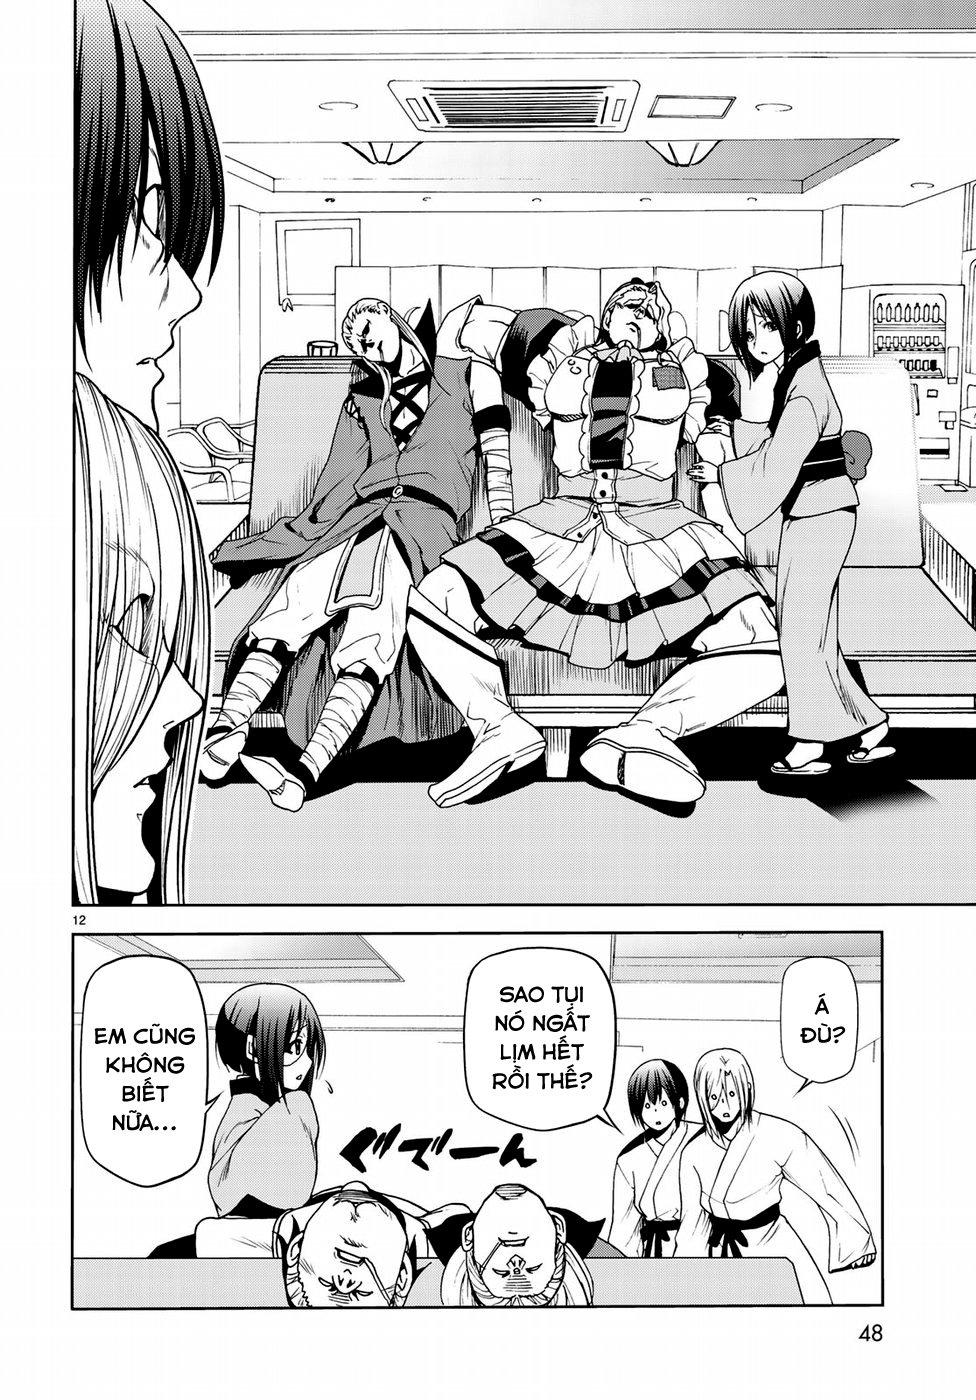 12
Á
ĐÙ?
SAO TỤI
NÓ NGẤT
LỊM HẾT
RỒI THẾ?
EM CŨNG
KHÔNG
BIẾT
NỮA...
ぐでーん
48